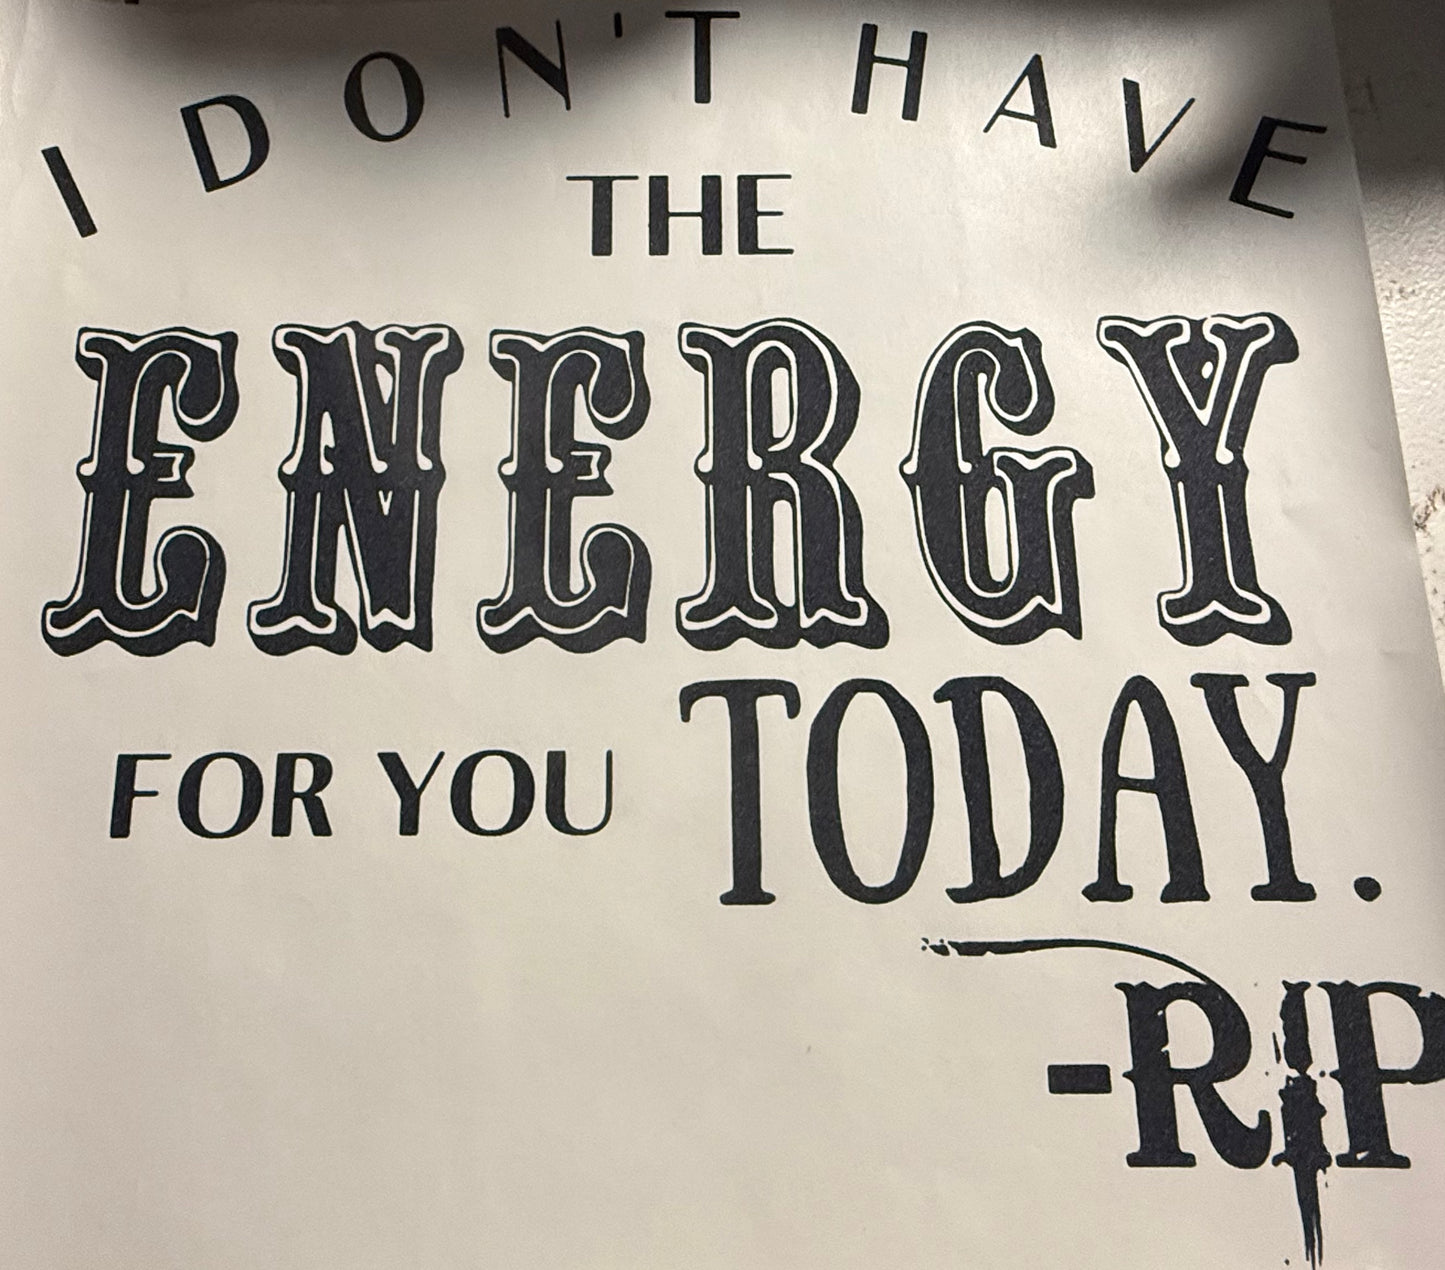 I DON'T HAVE
THE
ENERGY
FOR YOU TODAY.
-RIP